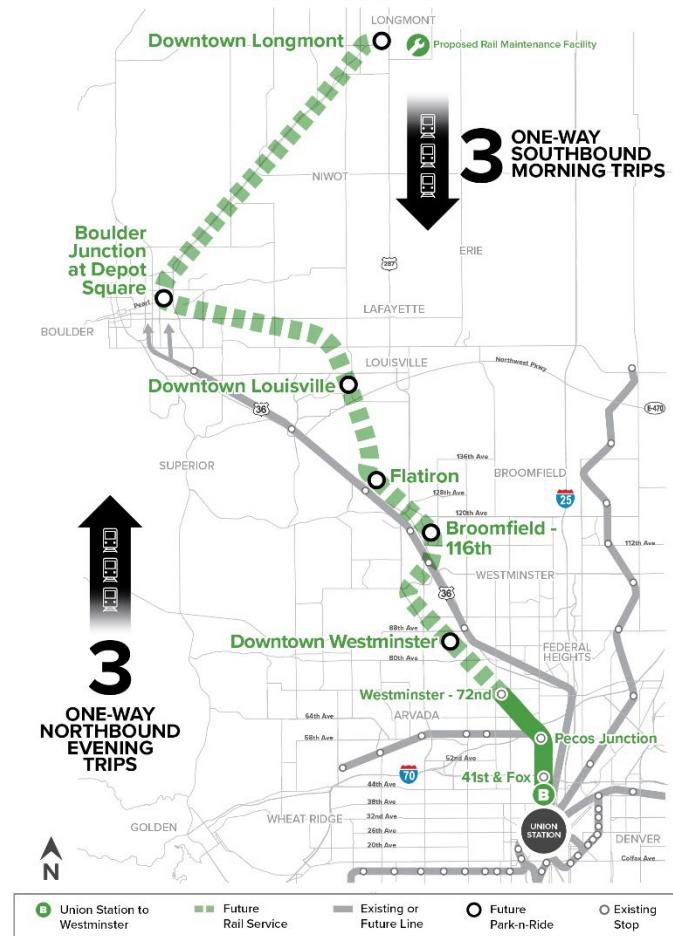 LONGMONT
Downtown Longmont
Proposed Rail Maintenance Facility
3
ONE-WAY
SOUTHBOUND
MORNING TRIPS
NIWOT
Boulder
Junction
at Depot
Square
ERIE
287
Pearl
LAFAYETTE
BOULDER
LOUISVILLE
Northwest Pkwy
Downtown Louisville
36
E-470
SUPERIOR
136th Ave
BROOMFIELD
Flatiron
128th Ave
25
120th Ave
Broomfield -
116th
112th Ave
WESTMINSTER
36
88th Ave
Downtown Westminster
80th Ave
FEDERAL
HEIGHTS
3
ONE-WAY
NORTHBOUND
EVENING
TRIPS
Westminster - 72nd
64th Ave
ARVADA
58th Ave
Pecos Junction
52nd Ave
70
41st & Fox
44th Ave
B
38th Ave
GOLDEN
WHEAT RIDGE
32nd Ave
26th Ave
20th Ave
UNION
STATION
DENVER
Colfax Ave
N
B Union Station to
Westminster
Future
Rail Service
Existing or
Future Line
Future
Park-n-Ride
Existing
Stop